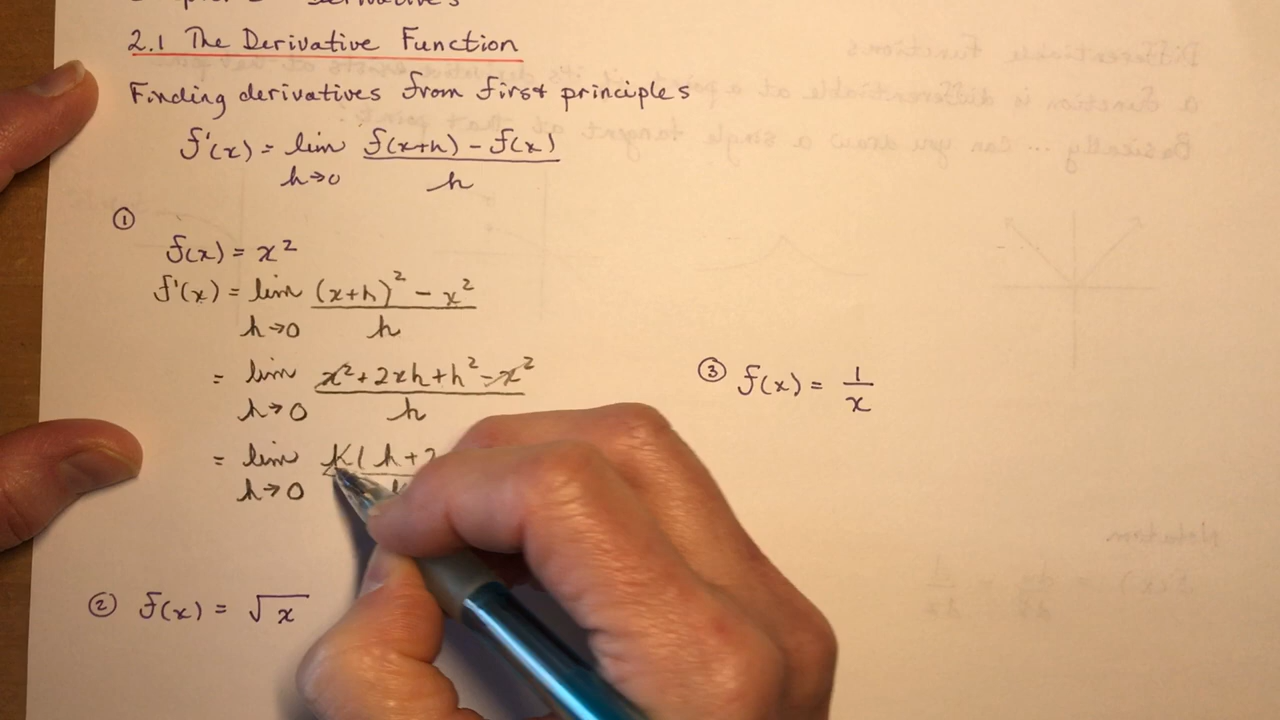 2.1 The Derivative Function
Finding derivatives from first principles
f'(x) = lim f(x+h) - f(x)
h→0 h
①
f(x) = x²
f'(x) = lim (x+h)² - x²
h→0 h
= lim x² + 2xh + h² - x²
h→0 h
= lim h( h + 2
h→0
② f(x) = √x
③ f(x) = 1/x